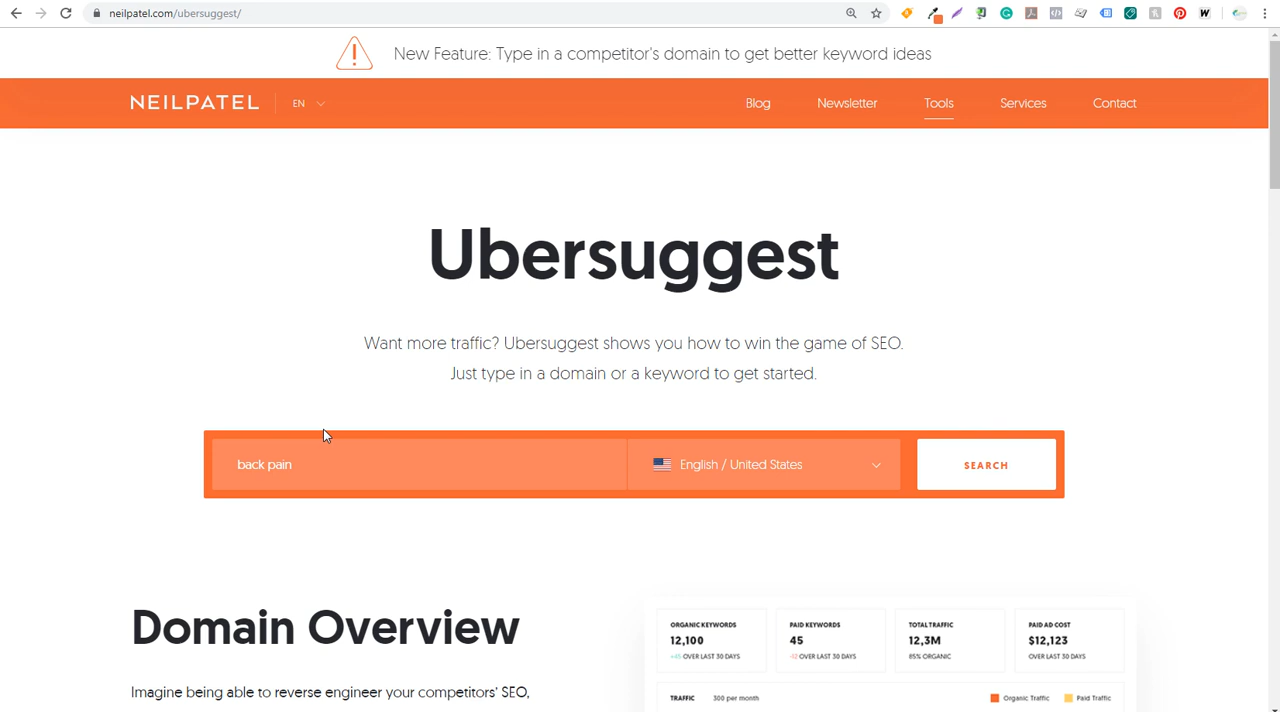 neilpatel.com/ubersuggest/
New Feature: Type in a competitor's domain to get better keyword ideas
NEILPATEL EN Blog Newsletter Tools Services Contact
Ubersuggest
Want more traffic? Ubersuggest shows you how to win the game of SEO.
Just type in a domain or a keyword to get started.
back pain English / United States SEARCH
Domain Overview
Imagine being able to reverse engineer your competitors' SEO,
ORGANIC KEYWORDS PAID KEYWORDS TOTAL TRAFFIC PAID AD COST
12,100 45 12,3M $12,123
OVER LAST 30 DAYS OVER LAST 30 DAYS 85% ORGANIC OVER LAST 30 DAYS
TRAFFIC 300 per month Organic Traffic Paid Traffic